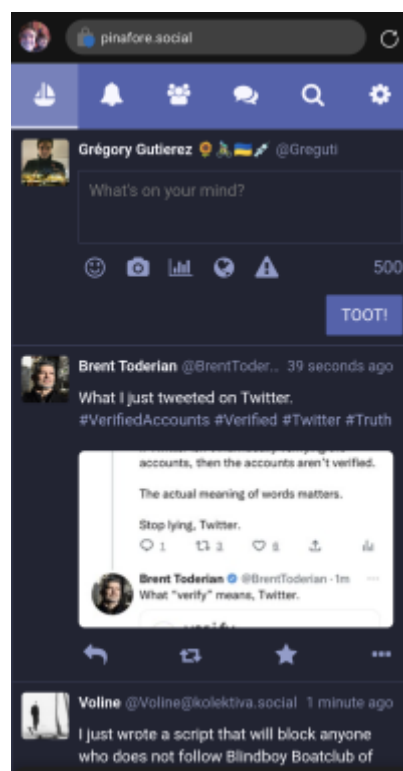 pinafore.social
Grégory Gutierez 🌻🚴🇺🇦💉 @Greguti
What's on your mind?
500
TOOT!
Brent Toderian @BrentToder… 39 seconds ago
What I just tweeted on Twitter.
#VerifiedAccounts #Verified #Twitter #Truth
accounts, then the accounts aren't verified.
The actual meaning of words matters.
Stop lying, Twitter.
1 3 6
Brent Toderian @BrentToderian · 1m
What "verify" means, Twitter.
Voline @Voline@kolektiva.social 1 minute ago
I just wrote a script that will block anyone
who does not follow Blindboy Boatclub of